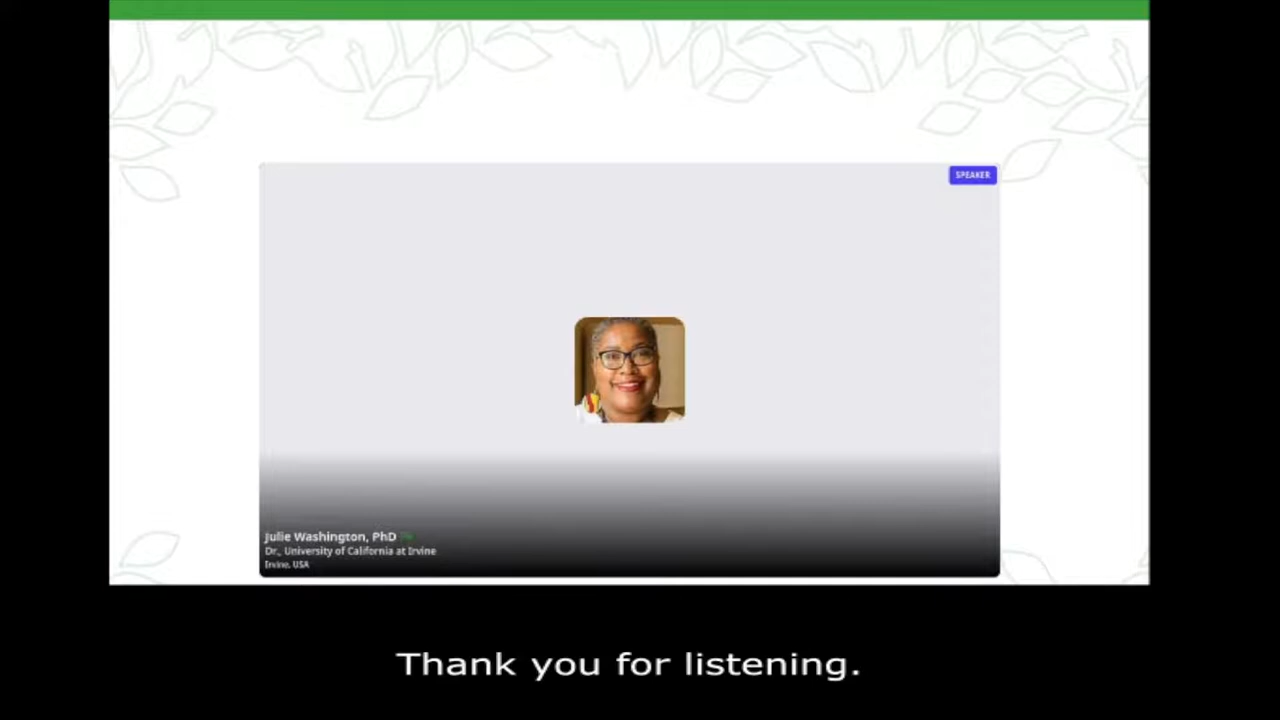 SPEAKER
Julie Washington, PhD
Dr., University of California at Irvine
Irvine, USA
Thank you for listening.